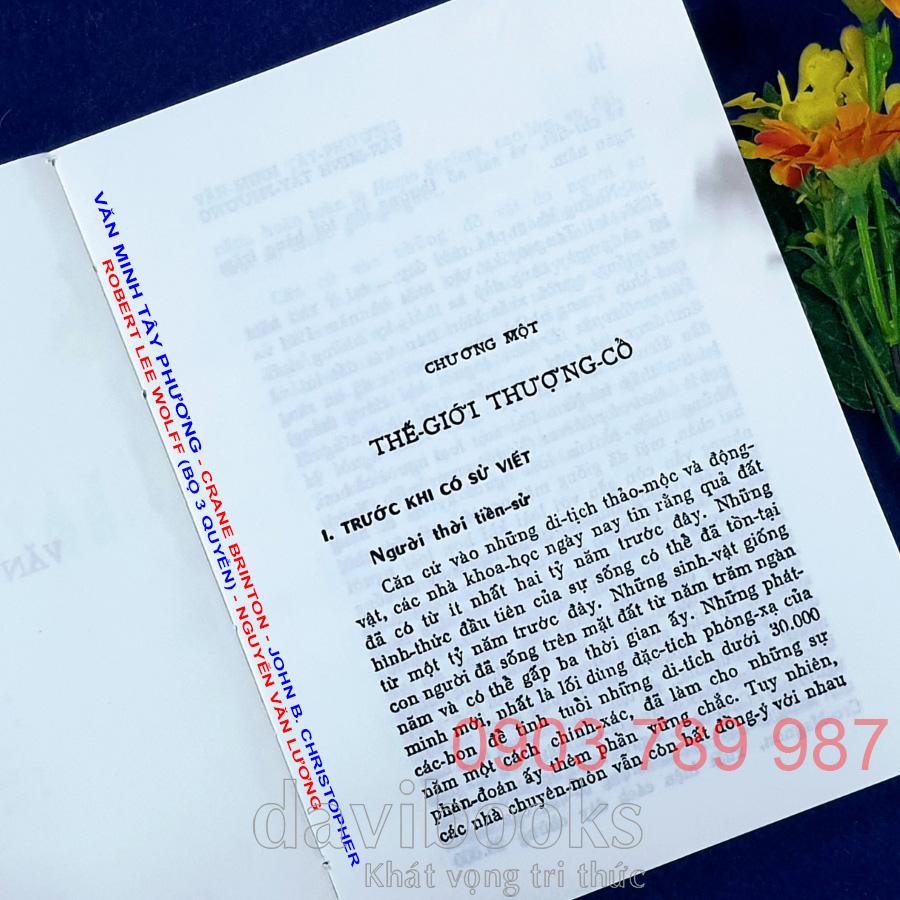 VĂN MINH TÂY PHƯƠNG - CRANE BRINTON - JOHN B. CHRISTOPHER
ROBERT LEE WOLFF (BỘ 3 QUYỂN) - NGUYỄN VĂN LƯƠNG
CHƯƠNG MỘT
THẾ-GIỚI THƯỢNG-CỔ
I. TRƯỚC KHI CÓ SỬ VIẾT
Người thời tiền-sử
Căn cứ vào những di-tịch thảo-mộc và động-
vật, các nhà khoa-học ngày nay tin rằng quả đất
đã có từ ít nhất hai tỷ năm trước đây. Những
hình-thức đầu tiên của sự sống có thể đã tồn-tại
từ một tỷ năm trước đây. Những sinh-vật giống
con người đã sống trên mặt đất từ năm trăm ngàn
năm và có thể gấp ba thời gian ấy. Những phát-
minh mới, nhất là lối dùng đặc-tích phóng-xạ của
các-bon để tính tuổi những di-tích dưới 30.000
năm một cách chính-xác, đã làm cho những sự
phán-đoán ấy thêm phần vững chắc. Tuy nhiên,
các nhà chuyên-môn vẫn còn bất đồng-ý với nhau
0903 789 987
davibooks
Khát vọng tri thức